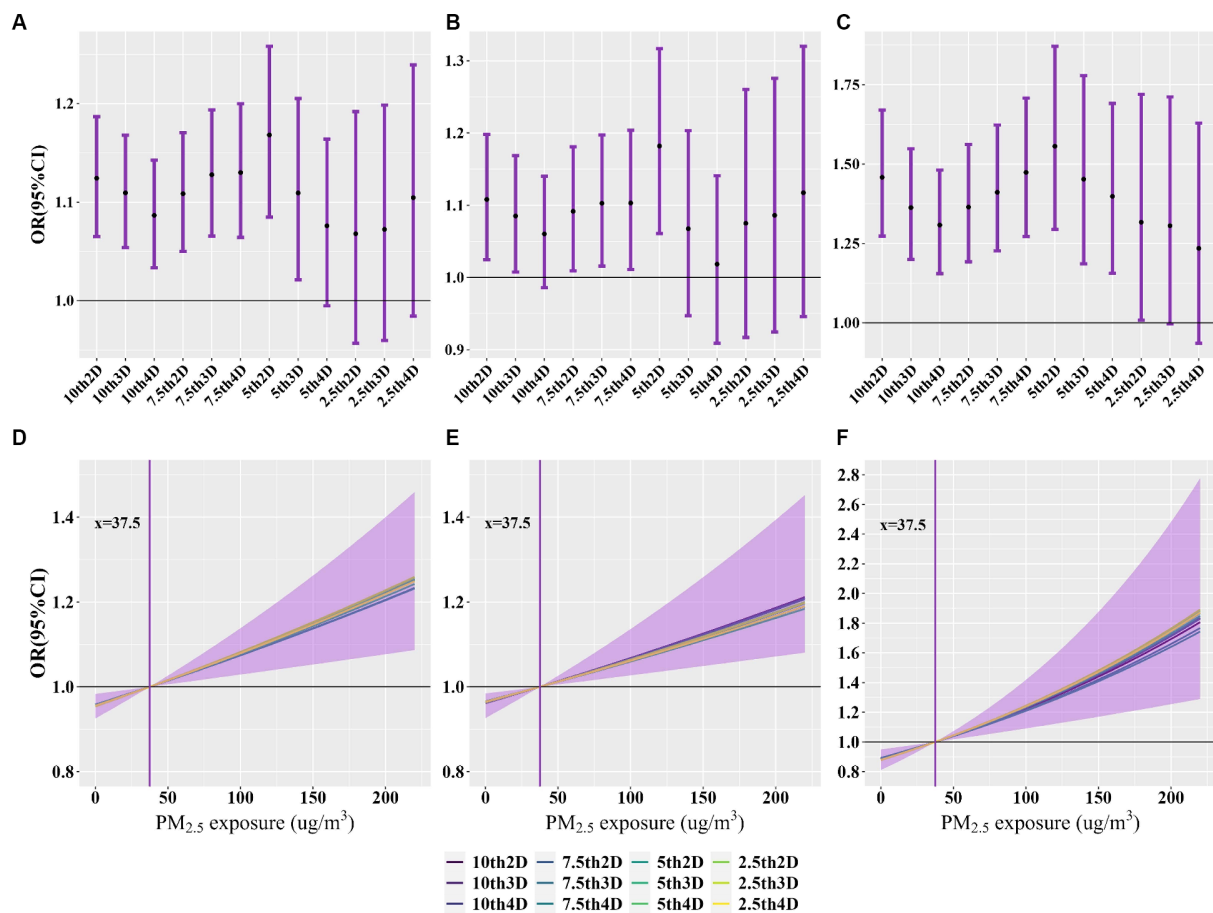 A
B
C
OR(95%CI)
1.2
1.1
1.0
1.3
1.2
1.1
1.0
0.9
1.75
1.50
1.25
1.00
10th2D 10th3D 10th4D 7.5th2D 7.5th3D 7.5th4D 5th2D 5th3D 5th4D 2.5th2D 2.5th3D 2.5th4D
10th2D 10th3D 10th4D 7.5th2D 7.5th3D 7.5th4D 5th2D 5th3D 5th4D 2.5th2D 2.5th3D 2.5th4D
10th2D 10th3D 10th4D 7.5th2D 7.5th3D 7.5th4D 5th2D 5th3D 5th4D 2.5th2D 2.5th3D 2.5th4D
D
E
F
OR(95%CI)
1.4
1.2
1.0
0.8
x=37.5
0 50 100 150 200
PM2.5 exposure (ug/m³)
1.4
1.2
1.0
0.8
x=37.5
0 50 100 150 200
PM2.5 exposure (ug/m³)
2.8
2.6
2.4
2.2
2.0
1.8
1.6
1.4
1.2
1.0
0.8
x=37.5
0 50 100 150 200
PM2.5 exposure (ug/m³)
10th2D 7.5th2D 5th2D 2.5th2D
10th3D 7.5th3D 5th3D 2.5th3D
10th4D 7.5th4D 5th4D 2.5th4D